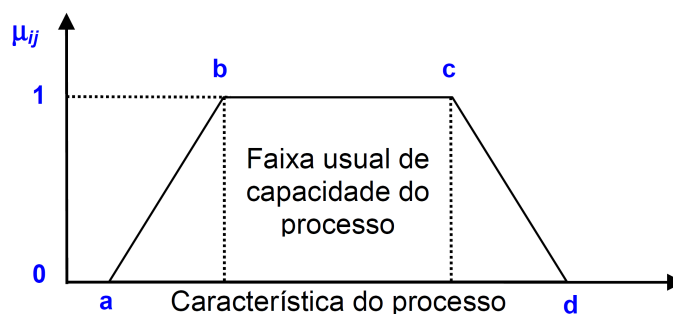 μij
b
c
1
Faixa usual de
capacidade do
processo
0
a
Característica do processo
d